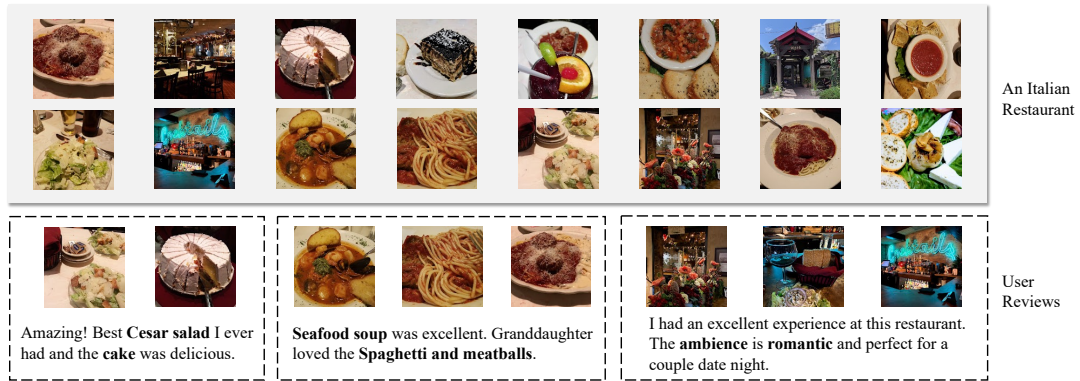 An Italian
Restaurant
User
Reviews
Amazing! Best Cesar salad I ever
had and the cake was delicious.
Seafood soup was excellent. Granddaughter
loved the Spaghetti and meatballs.
I had an excellent experience at this restaurant.
The ambience is romantic and perfect for a
couple date night.